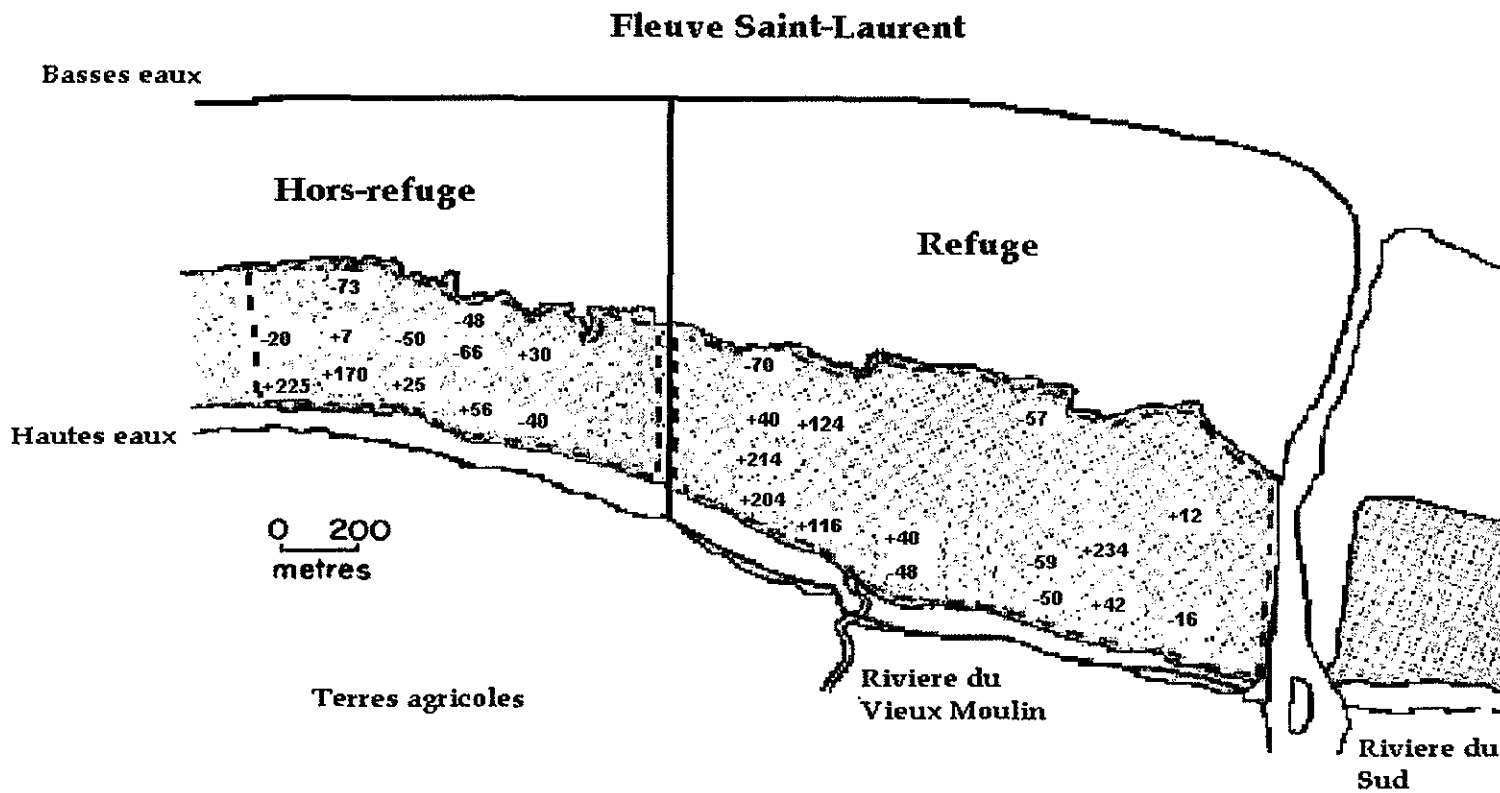 Fleuve Saint-Laurent
Basses eaux
Hors-refuge
Refuge
-73
-48
-20 +7 -50
-66 +30
-70
+225 +170 +25
+56 -40
+40 +124
-57
+214
Hautes eaux
+204
+116
+12
0 200
metres
+40
-48
-59 +234
-50 +42
-16
Terres agricoles
Riviere du
Vieux Moulin
Riviere du
Sud